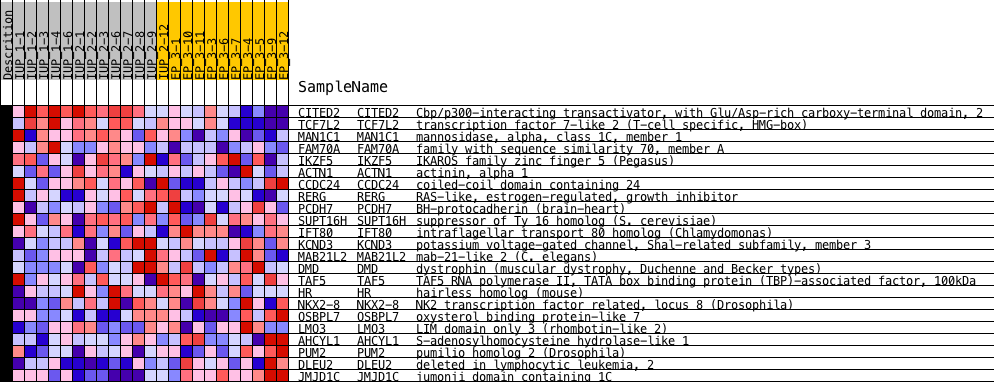 Descrition
IUP_1-1
IUP_1-2
IUP_1-3
IUP_1-4
IUP_1-6
IUP_2-1
IUP_2-2
IUP_2-3
IUP_2-6
IUP_2-7
IUP_2-8
IUP_2-9
IUP_2-12
EP_3-1
EP_3-10
EP_3-11
EP_3-3
EP_3-6
EP_3-7
EP_3-4
EP_3-5
EP_3-9
EP_3-12
SampleName
CITED2 CITED2 Cbp/p300-interacting transactivator, with Glu/Asp-rich carboxy-terminal domain, 2
TCF7L2 TCF7L2 transcription factor 7-like 2 (T-cell specific, HMG-box)
MAN1C1 MAN1C1 mannosidase, alpha, class 1C, member 1
FAM70A FAM70A family with sequence similarity 70, member A
IKZF5 IKZF5 IKAROS family zinc finger 5 (Pegasus)
ACTN1 ACTN1 actinin, alpha 1
CCDC24 CCDC24 coiled-coil domain containing 24
RERG RERG RAS-like, estrogen-regulated, growth inhibitor
PCDH7 PCDH7 BH-protocadherin (brain-heart)
SUPT16H SUPT16H suppressor of Ty 16 homolog (S. cerevisiae)
IFT80 IFT80 intraflagellar transport 80 homolog (Chlamydomonas)
KCND3 KCND3 potassium voltage-gated channel, Shal-related subfamily, member 3
MAB21L2 MAB21L2 mab-21-like 2 (C. elegans)
DMD DMD dystrophin (muscular dystrophy, Duchenne and Becker types)
TAF5 TAF5 TAF5 RNA polymerase II, TATA box binding protein (TBP)-associated factor, 100kDa
HR HR hairless homolog (mouse)
NKX2-8 NKX2-8 NK2 transcription factor related, locus 8 (Drosophila)
OSBPL7 OSBPL7 oxysterol binding protein-like 7
LMO3 LMO3 LIM domain only 3 (rhombotin-like 2)
AHCYL1 AHCYL1 S-adenosylhomocysteine hydrolase-like 1
PUM2 PUM2 pumilio homolog 2 (Drosophila)
DLEU2 DLEU2 deleted in lymphocytic leukemia, 2
JMJD1C JMJD1C jumonji domain containing 1C